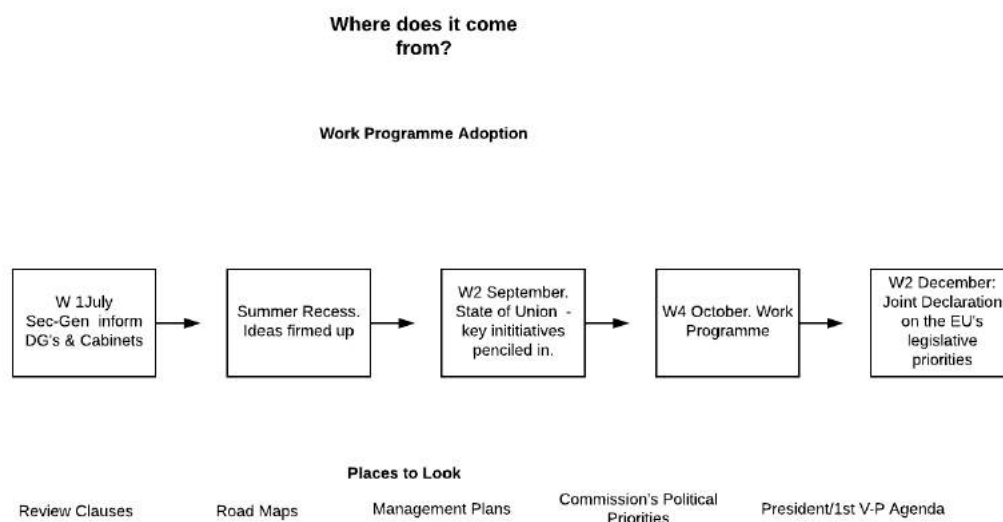 Where does it come
from?
Work Programme Adoption
W 1July
Sec-Gen inform
DG's & Cabinets
Summer Recess.
Ideas firmed up
W2 September.
State of Union -
key inititiatives
penciled in.
W4 October. Work
Programme
W2 December:
Joint Declaration
on the EU's
legislative
priorities
Places to Look
Review Clauses
Road Maps
Management Plans
Commission's Political
Priorities
President/1st V-P Agenda